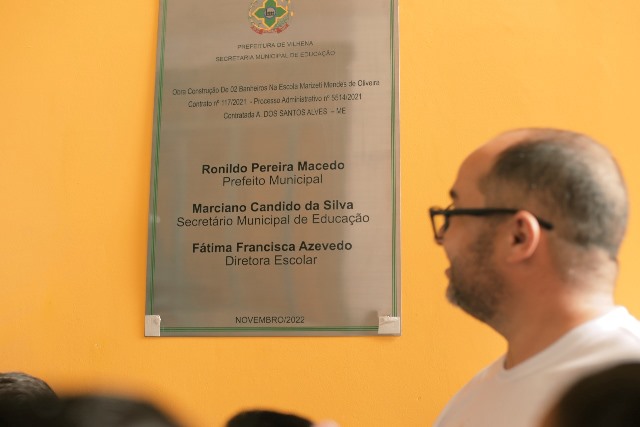 PREFEITURA DE VILHENA
SECRETARIA MUNICIPAL DE EDUCAÇÃO
Obra Construção De 02 Banheiros Na Escola Marizeti Mendes de Oliveira
Contrato nº 117/2021 - Processo Administrativo nº 5514/2021
Contratada A. DOS SANTOS ALVES - ME
Ronildo Pereira Macedo
Prefeito Municipal
Marciano Candido da Silva
Secretário Municipal de Educação
Fátima Francisca Azevedo
Diretora Escolar
NOVEMBRO/2022